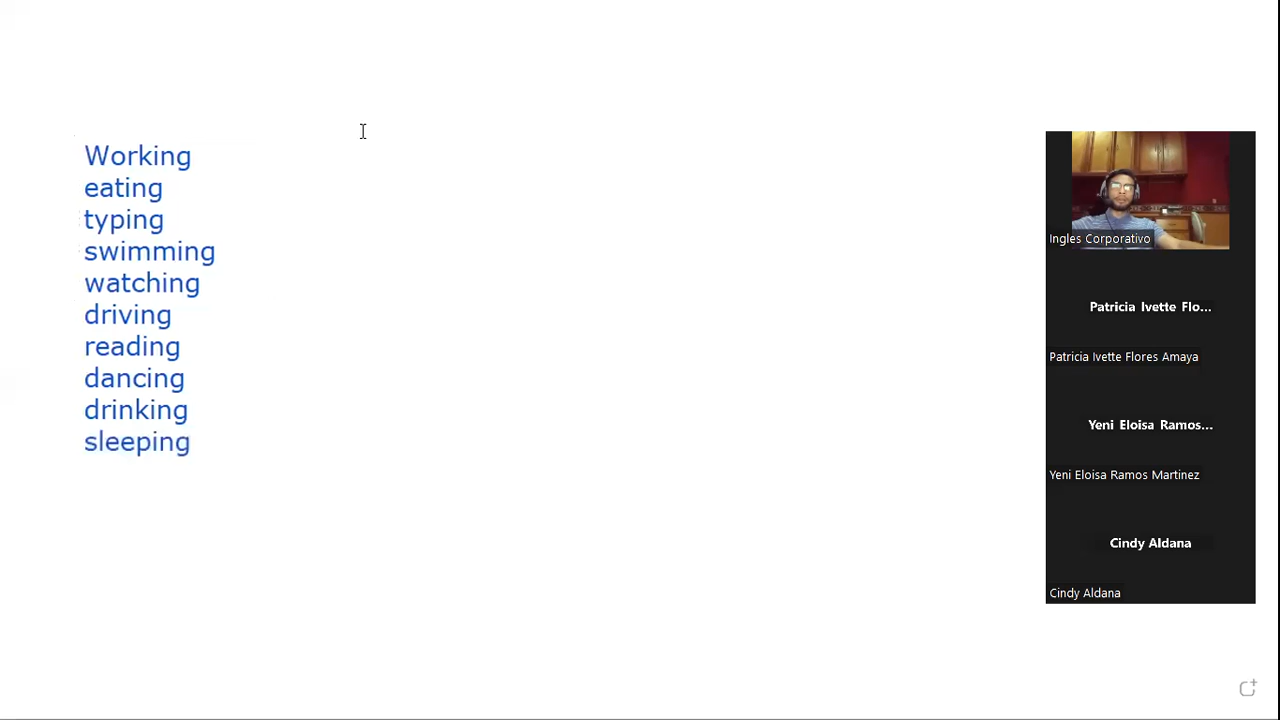 Working
eating
typing
swimming
watching
driving
reading
dancing
drinking
sleeping
Ingles Corporativo
Patricia Ivette Flo...
Patricia Ivette Flores Amaya
Yeni Eloisa Ramos...
Yeni Eloisa Ramos Martinez
Cindy Aldana
Cindy Aldana